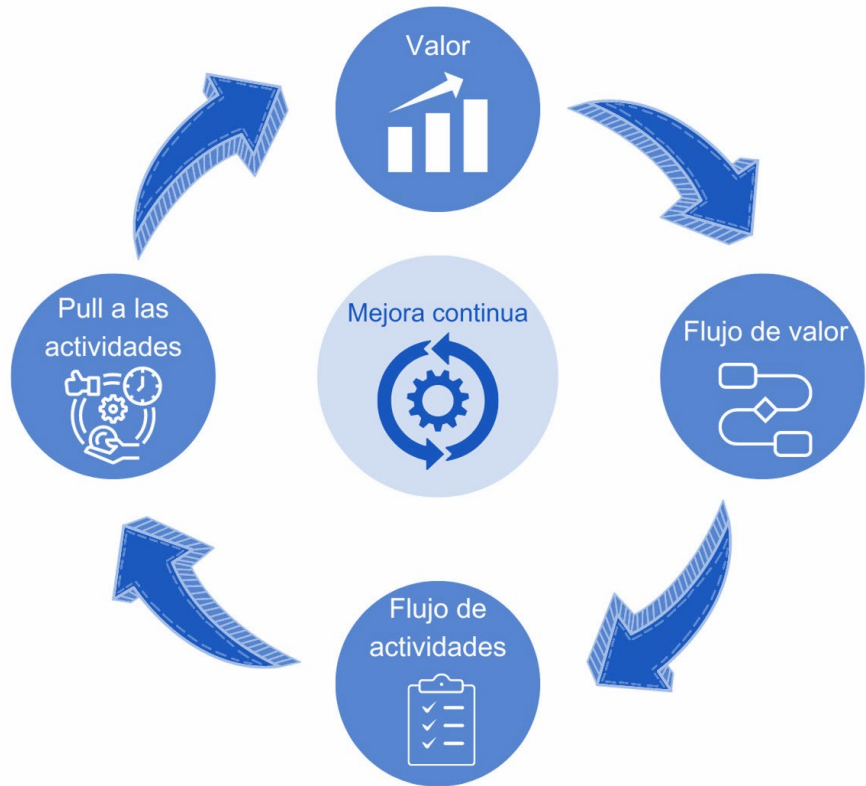 Valor
Pull a las
actividades
Mejora continua
Flujo de valor
Flujo de
actividades